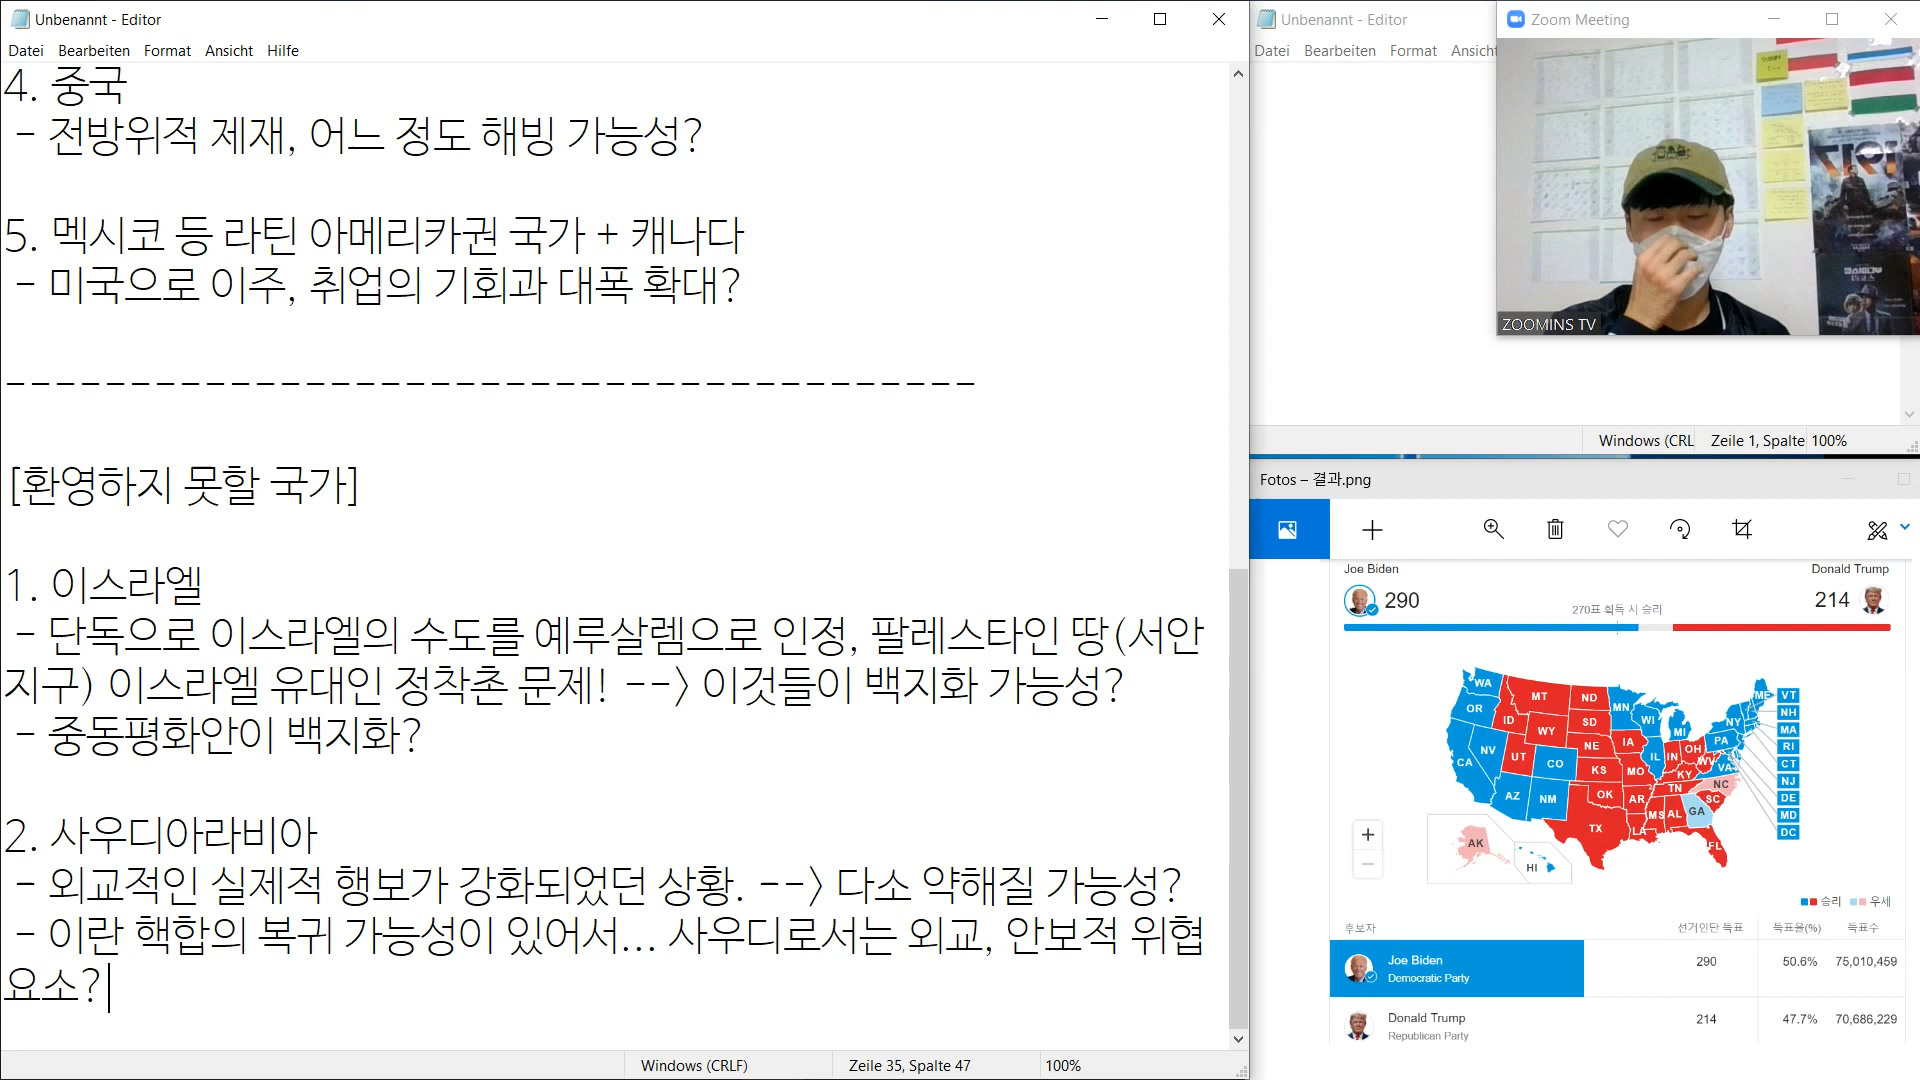 Unbenannt - Editor
Datei Bearbeiten Format Ansicht Hilfe
4. 중국
- 전방위적 제재, 어느 정도 해빙 가능성?
5. 멕시코 등 라틴 아메리카권 국가 + 캐나다
- 미국으로 이주, 취업의 기회과 대폭 확대?
---------------------------------------
[환영하지 못할 국가]
1. 이스라엘
- 단독으로 이스라엘의 수도를 예루살렘으로 인정, 팔레스타인 땅(서안
지구) 이스라엘 유대인 정착촌 문제! --> 이것들이 백지화 가능성?
- 중동평화안이 백지화?
2. 사우디아라비아
- 외교적인 실제적 행보가 강화되었던 상황. --> 다소 약해질 가능성?
- 이란 핵합의 복귀 가능성이 있어서... 사우디로서는 외교, 안보적 위협
요소?
Windows (CRLF) Zeile 35, Spalte 47 100%
Unbenannt - Editor
Datei Bearbeiten Format Ansicht
Windows (CRL Zeile 1, Spalte 100%
Zoom Meeting
1917
ZOOMINS TV
Fotos – 결과.png
Joe Biden Donald Trump
290 270표 획득 시 승리 214
WA MT ND MN ME VT
OR ID SD WI NY NH
WY MI MA
NV NE IA PA RI
CA UT CO IL IN OH CT
KS MO WV VA NJ
KY
AZ NM OK AR TN NC DE
SC
MS AL GA MD
TX LA DC
FL
AK HI
승리 우세
후보자 선거인단 득표 득표율(%) 득표수
Joe Biden 290 50.6% 75,010,459
Democratic Party
Donald Trump 214 47.7% 70,686,229
Republican Party